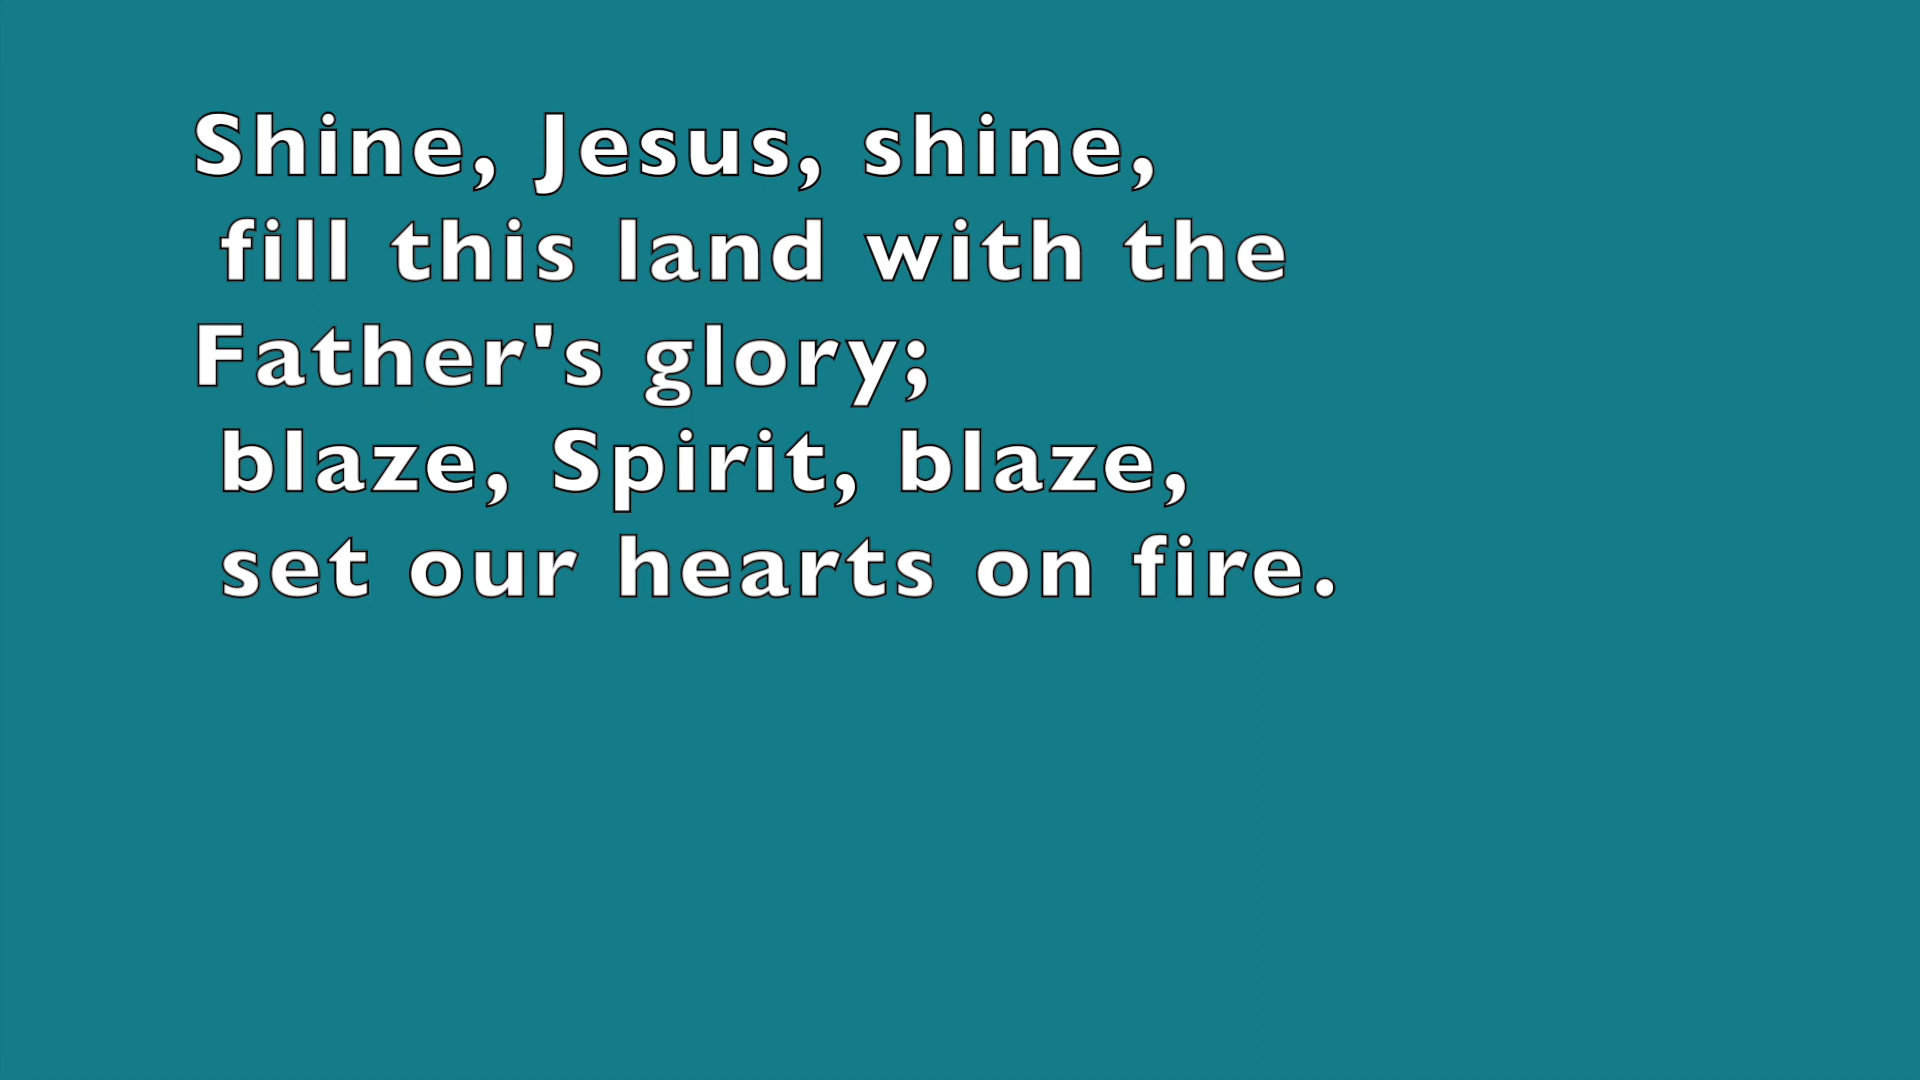 Shine, Jesus, shine,
fill this land with the
Father's glory;
blaze, Spirit, blaze,
set our hearts on fire.